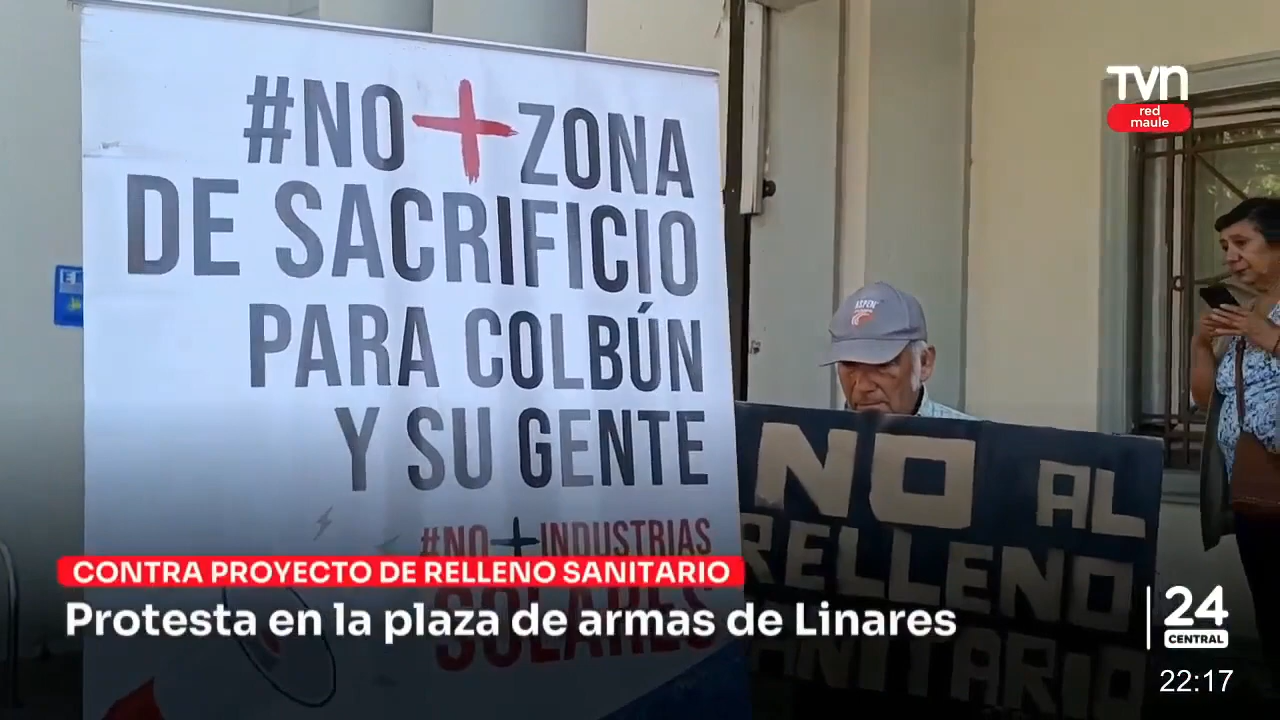 #NO+ZONA
DE SACRIFICIO
PARA COLBÚN
Y SU GENTE
#NO+INDUSTRIAS
SOLARES
NO AL
RELLENO
SANITARIO
TVN
red
maule
CONTRA PROYECTO DE RELLENO SANITARIO
Protesta en la plaza de armas de Linares
24
CENTRAL
22:17